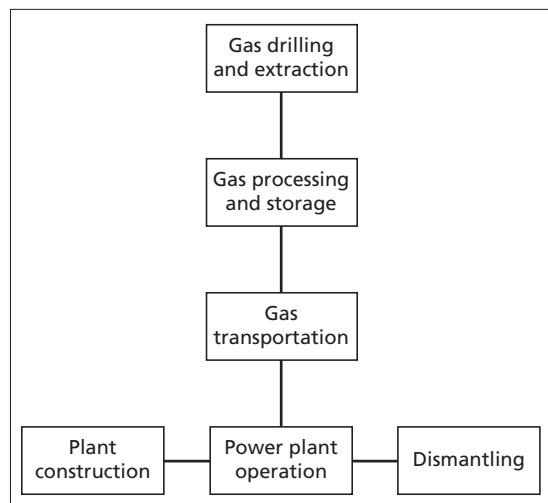 Gas drilling
and extraction
Gas processing
and storage
Gas
transportation
Plant
construction
Power plant
operation
Dismantling